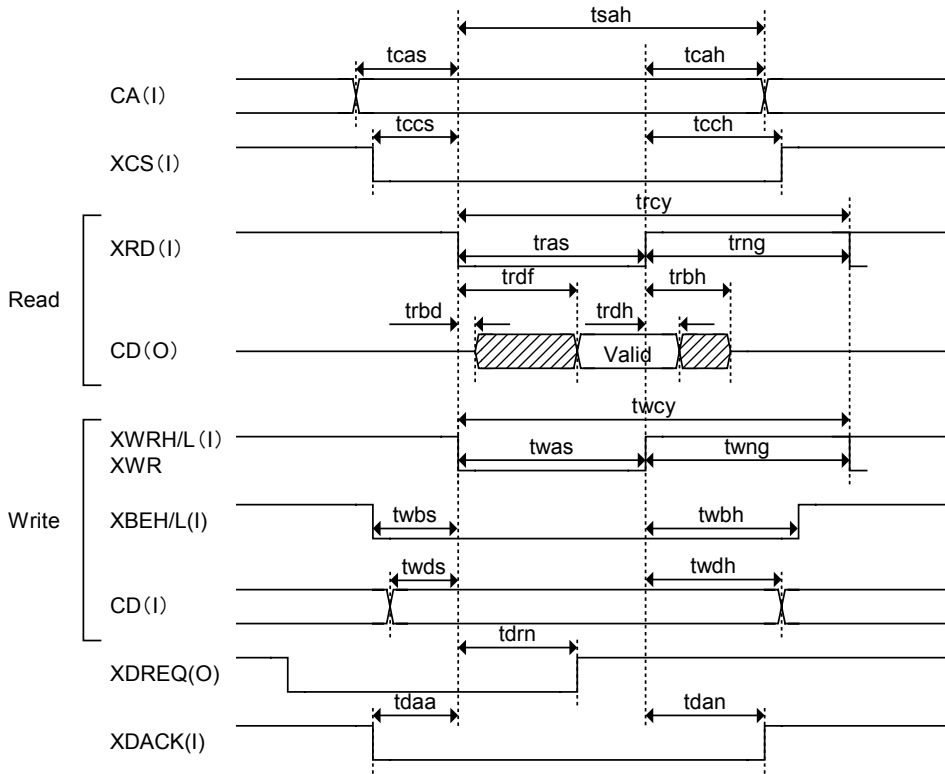 tsah
tcas
tcah
CA(I)
tccs
tcch
XCS(I)
trcy
XRD(I)
tras
trng
Read
trdf
trbh
trbd
trdh
CD(O)
Valid
twcy
XWRH/L(I)
XWR
twas
twng
Write
XBEH/L(I)
twbs
twbh
twds
twdh
CD(I)
tdrn
XDREQ(O)
tdaa
tdan
XDACK(I)